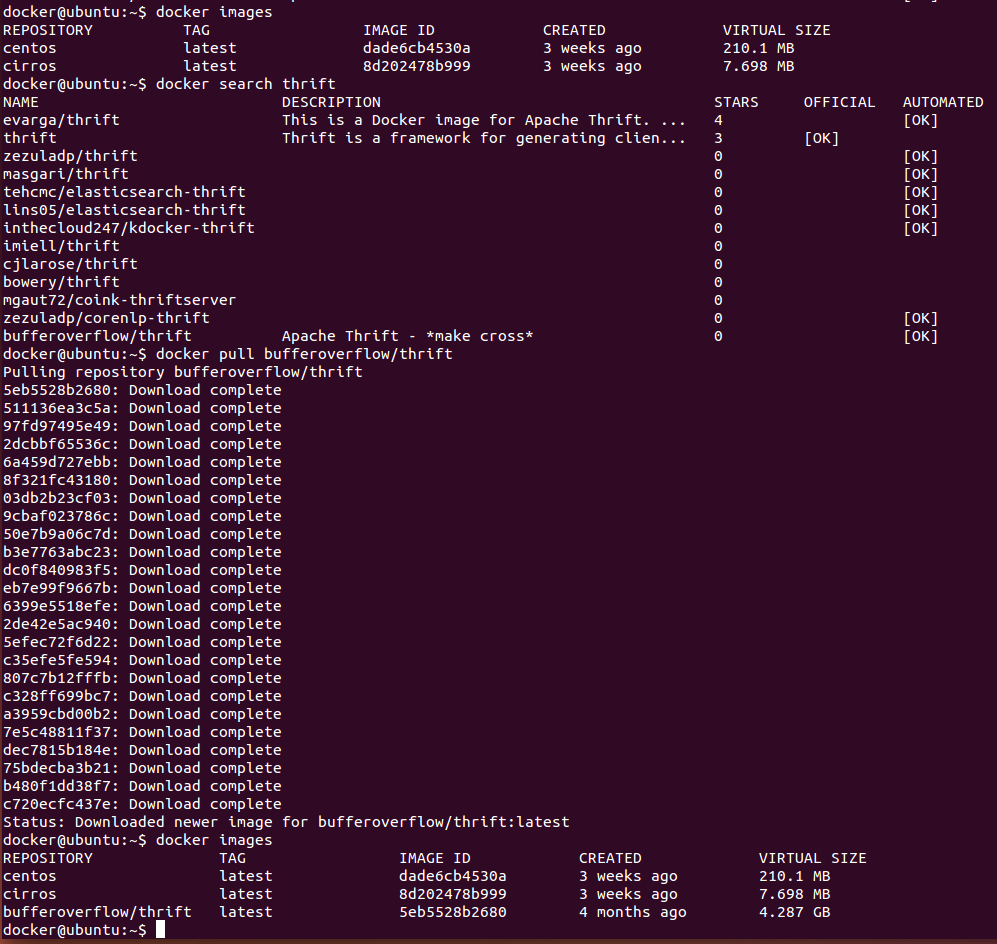 docker@ubuntu:~$ docker images
REPOSITORY TAG IMAGE ID CREATED VIRTUAL SIZE
centos latest dade6cb4530a 3 weeks ago 210.1 MB
cirros latest 8d202478b999 3 weeks ago 7.698 MB
docker@ubuntu:~$ docker search thrift
NAME DESCRIPTION STARS OFFICIAL AUTOMATED
evarga/thrift This is a Docker image for Apache Thrift. ... 4 [OK]
thrift Thrift is a framework for generating clien... 3 [OK]
zezuladp/thrift 0 [OK]
masgari/thrift 0 [OK]
tehcmc/elasticsearch-thrift 0 [OK]
lins05/elasticsearch-thrift 0 [OK]
inthecloud247/kdocker-thrift 0 [OK]
imiell/thrift 0
cjlarose/thrift 0
bowery/thrift 0
mgaut72/coink-thriftserver 0
zezuladp/corenlp-thrift 0 [OK]
bufferoverflow/thrift Apache Thrift - *make cross* 0 [OK]
docker@ubuntu:~$ docker pull bufferoverflow/thrift
Pulling repository bufferoverflow/thrift
5eb5528b2680: Download complete
511136ea3c5a: Download complete
97fd97495e49: Download complete
2dcbbf65536c: Download complete
6a459d727ebb: Download complete
8f321fc43180: Download complete
03db2b23cf03: Download complete
9cbaf023786c: Download complete
50e7b9a06c7d: Download complete
b3e7763abc23: Download complete
dc0f840983f5: Download complete
eb7e99f9667b: Download complete
6399e5518efe: Download complete
2de42e5ac940: Download complete
5efec72f6d22: Download complete
c35efe5fe594: Download complete
807c7b12fffb: Download complete
c328ff699bc7: Download complete
a3959cbd00b2: Download complete
7e5c48811f37: Download complete
dec7815b184e: Download complete
75bdecba3b21: Download complete
b480f1dd38f7: Download complete
c720ecfc437e: Download complete
Status: Downloaded newer image for bufferoverflow/thrift:latest
docker@ubuntu:~$ docker images
REPOSITORY TAG IMAGE ID CREATED VIRTUAL SIZE
centos latest dade6cb4530a 3 weeks ago 210.1 MB
cirros latest 8d202478b999 3 weeks ago 7.698 MB
bufferoverflow/thrift latest 5eb5528b2680 4 months ago 4.287 GB
docker@ubuntu:~$